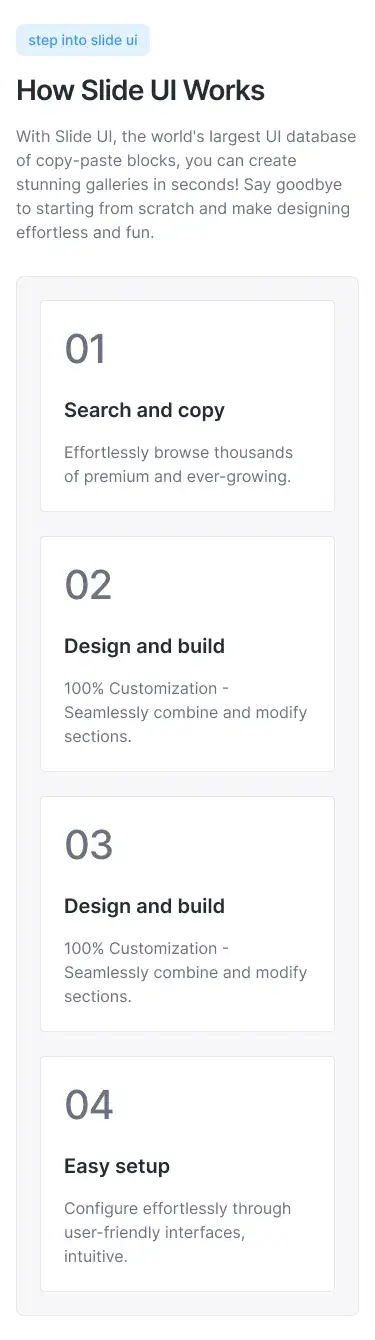 step into slide ui
How Slide UI Works
With Slide UI, the world's largest UI database
of copy-paste blocks, you can create
stunning galleries in seconds! Say goodbye
to starting from scratch and make designing
effortless and fun.
01
Search and copy
Effortlessly browse thousands
of premium and ever-growing.
02
Design and build
100% Customization -
Seamlessly combine and modify
sections.
03
Design and build
100% Customization -
Seamlessly combine and modify
sections.
04
Easy setup
Configure effortlessly through
user-friendly interfaces,
intuitive.